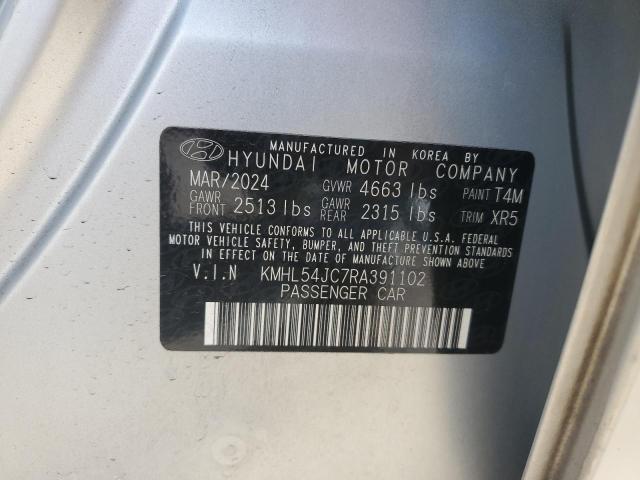 MANUFACTURED IN KOREA BY
HYUNDAI MOTOR COMPANY
MAR/2024 GVWR 4663 lbs PAINT T4M
GAWR FRONT 2513 lbs GAWR REAR 2315 lbs TRIM XR5
THIS VEHICLE CONFORMS TO ALL APPLICABLE U.S.A. FEDERAL
MOTOR VEHICLE SAFETY, BUMPER, AND THEFT PREVENTION STANDARDS
IN EFFECT ON THE DATE OF MANUFACTURE SHOWN ABOVE.
V.I.N KMHL54JC7RA391102
PASSENGER CAR